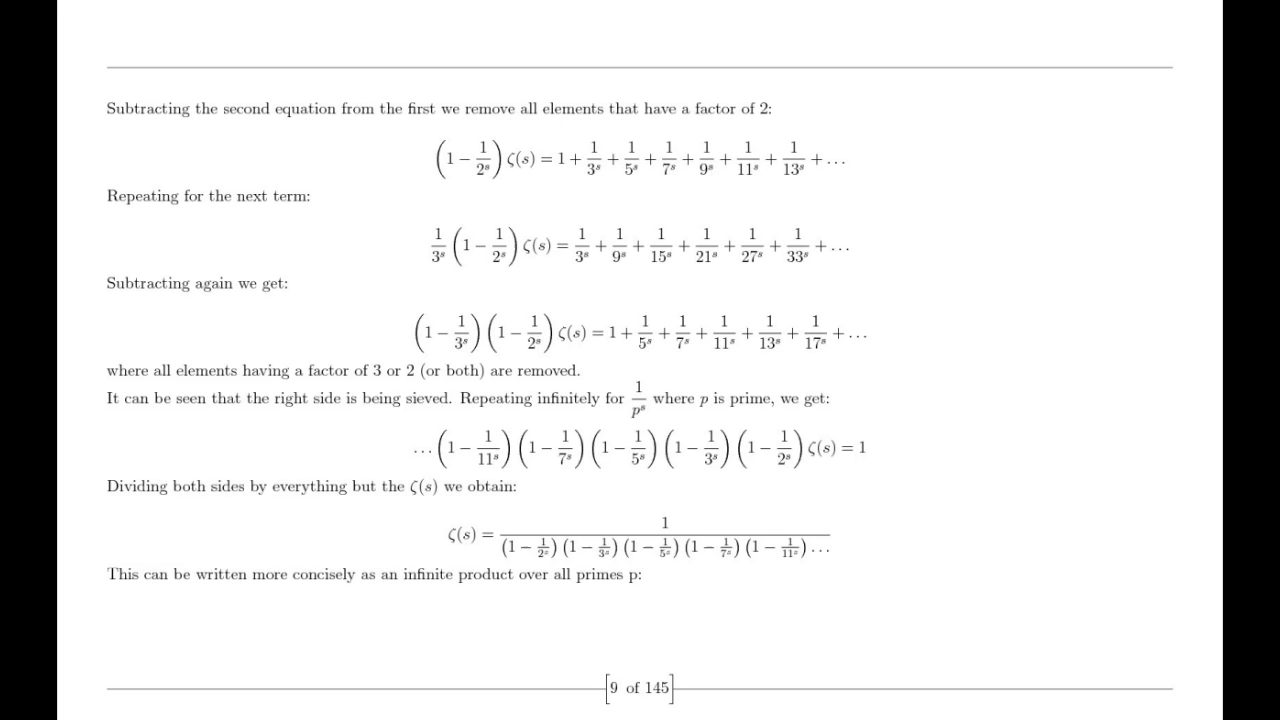 Subtracting the second equation from the first we remove all elements that have a factor of 2:
(1 − 1/2^s) ζ(s) = 1 + 1/3^s + 1/5^s + 1/7^s + 1/9^s + 1/11^s + 1/13^s + ...
Repeating for the next term:
1/3^s (1 − 1/2^s) ζ(s) = 1/3^s + 1/9^s + 1/15^s + 1/21^s + 1/27^s + 1/33^s + ...
Subtracting again we get:
(1 − 1/3^s) (1 − 1/2^s) ζ(s) = 1 + 1/5^s + 1/7^s + 1/11^s + 1/13^s + 1/17^s + ...
where all elements having a factor of 3 or 2 (or both) are removed.
It can be seen that the right side is being sieved. Repeating infinitely for 1/p^s where p is prime, we get:
... (1 − 1/11^s) (1 − 1/7^s) (1 − 1/5^s) (1 − 1/3^s) (1 − 1/2^s) ζ(s) = 1
Dividing both sides by everything but the ζ(s) we obtain:
ζ(s) = 1 / (1 − 1/2^s) (1 − 1/3^s) (1 − 1/5^s) (1 − 1/7^s) (1 − 1/11^s) ...
This can be written more concisely as an infinite product over all primes p:
[9 of 145]